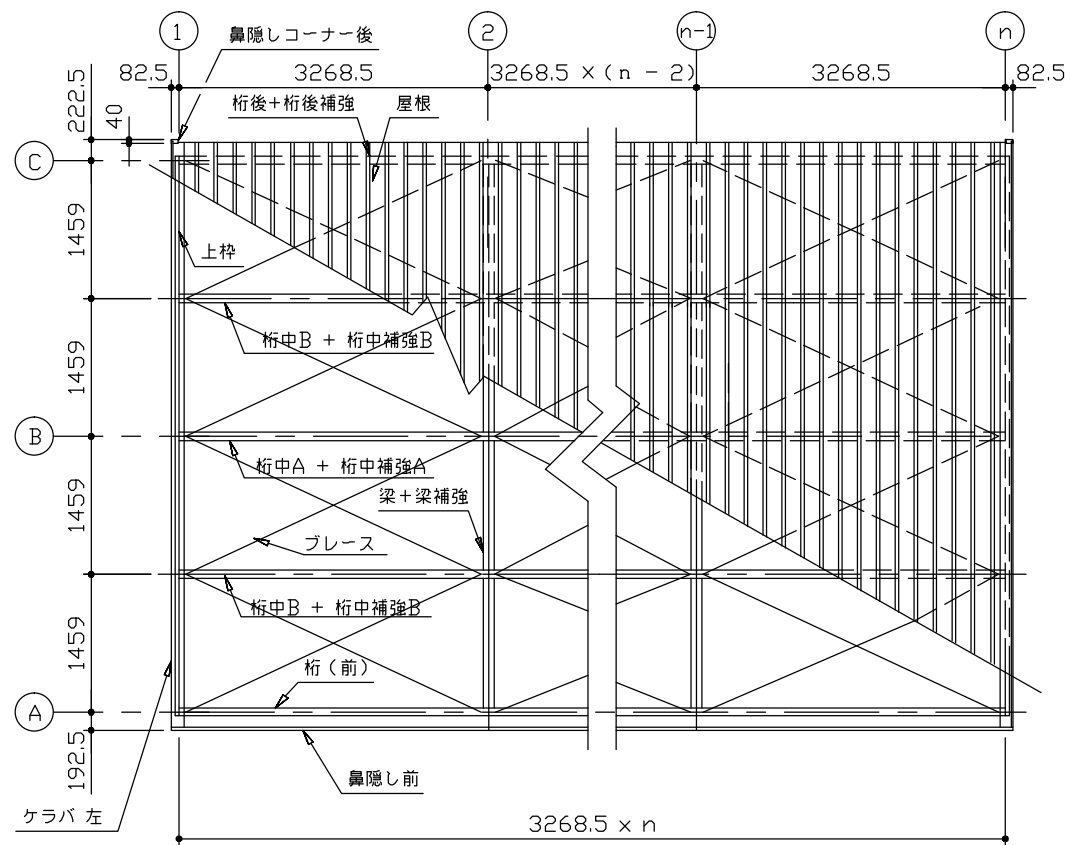 1
2
n-1
n
鼻隠しコーナー後
82.5
3268.5
3268.5 ×(n - 2)
3268.5
82.5
222.5
40
桁後+桁後補強
屋根
C
1459
上枠
桁中B + 桁中補強B
1459
B
桁中A + 桁中補強A
梁+梁補強
1459
ブレース
桁中B + 桁中補強B
1459
桁(前)
A
192.5
鼻隠し前
ケラバ 左
3268.5 × n